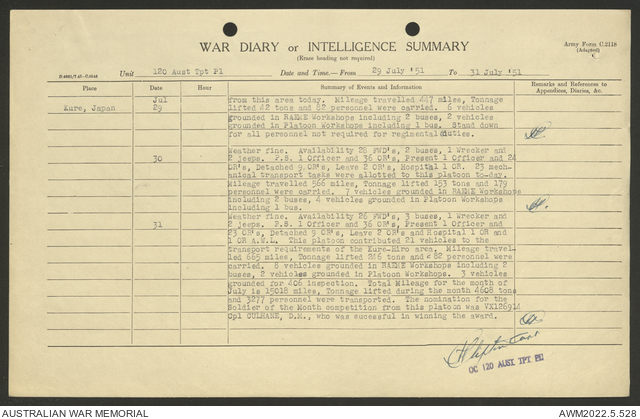 WAR DIARY or INTELLIGENCE SUMMARY
(Erase heading not required)
Army Form C.2118
(Adapted)
Unit 120 Aust Tpt Pl Date and Time.— From 29 July '51 To 31 July '51
Place Date Hour Summary of Events and Information Remarks and References to Appendices, Diaries, &c.
Kure, Japan Jul 29 from this area today. Mileage travelled 447 miles, Tonnage
lifted 42 tons and 82 personnel were carried. 6 vehicles
grounded in RAEME Workshops including 2 buses, 2 vehicles
grounded in Platoon Workshops including 1 bus. Stand down
for all personnel not required for regimental duties.
30 Weather fine. Availability 28 FWD's, 2 buses, 1 Wrecker and
2 jeeps. P.S. 1 Officer and 36 OR's, Present 1 Officer and 24
OR's, Detached 9 OR's, Leave 2 OR's, Hospital 1 OR. 23 mech-
anical transport tasks were allotted to this platoon to-day.
Mileage travelled 566 miles, Tonnage lifted 153 tons and 179
personnel were carried. 7 vehicles grounded in RAEME Workshops
including 2 buses, 4 vehicles grounded in Platoon Workshops
including 1 bus.
31 Weather fine. Availability 26 FWD's, 3 buses, 1 Wrecker and
2 jeeps. P.S. 1 Officer and 36 OR's, Present 1 Officer and
23 OR's, Detached 9 OR's, Leave 2 OR's and Hospital 1 OR and
1 OR A.W.L. This platoon contributed 21 vehicles to the
transport requirements of the Kure-Hiro area. Mileage travel-
led 665 miles, Tonnage lifted 246 tons and 82 personnel were
carried. 8 vehicles grounded in RAEME Workshops including 2
buses, 2 vehicles grounded in Platoon Workshops. 3 vehicles
grounded for 406 inspection. Total Mileage for the month of
July is 15018 miles, Tonnage lifted during the month 4608 tons
and 3277 personnel were transported. The nomination for the
Soldier of the Month competition from this platoon was VX126914
Cpl CULHANE, D.M., who was succesful in winning the award.
Capt
OC 120 AUST. TPT PL
AUSTRALIAN WAR MEMORIAL AWM2022.5.528